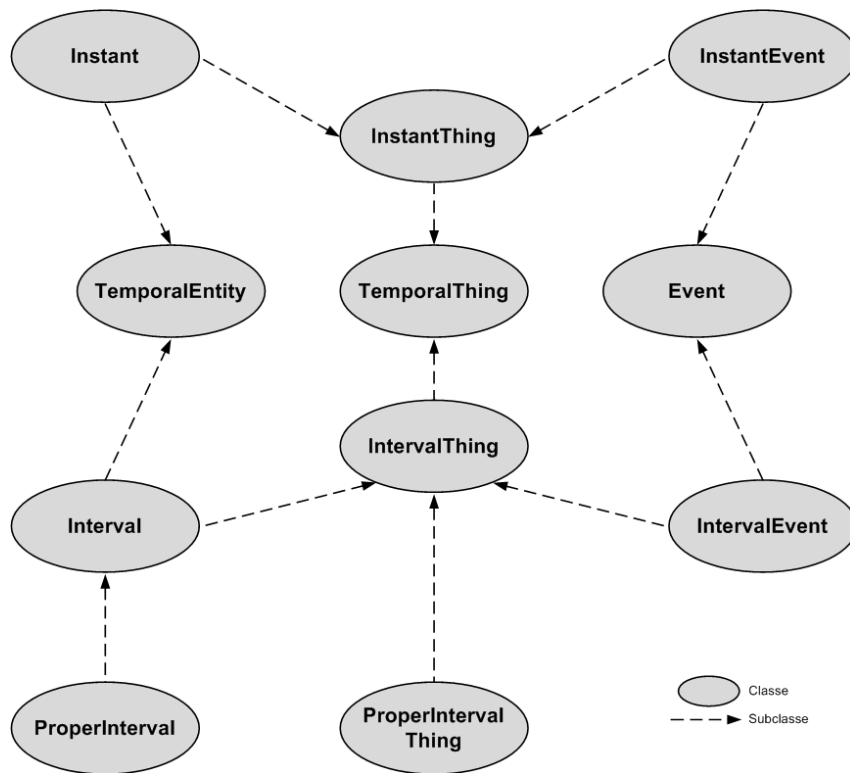 Instant
InstantEvent
InstantThing
TemporalEntity
TemporalThing
Event
IntervalThing
Interval
IntervalEvent
ProperInterval
ProperInterval
Thing
Classe
Subclasse